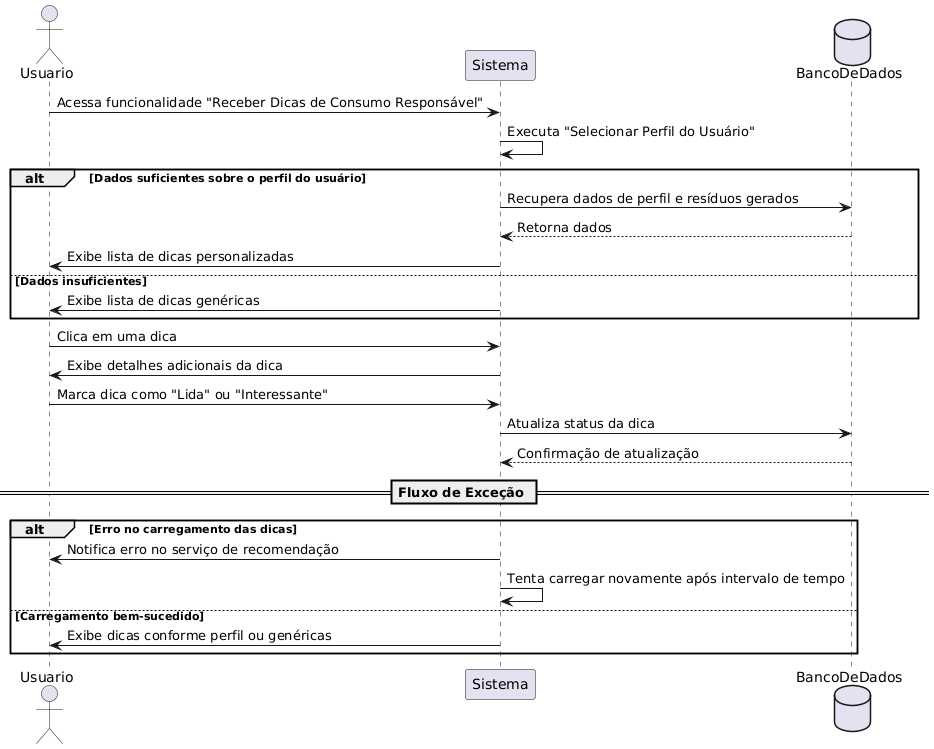 Usuario
Sistema
BancoDeDados
Acessa funcionalidade "Receber Dicas de Consumo Responsável"
Executa "Selecionar Perfil do Usuário"
alt [Dados suficientes sobre o perfil do usuário]
Recupera dados de perfil e resíduos gerados
Retorna dados
Exibe lista de dicas personalizadas
[Dados insuficientes]
Exibe lista de dicas genéricas
Clica em uma dica
Exibe detalhes adicionais da dica
Marca dica como "Lida" ou "Interessante"
Atualiza status da dica
Confirmação de atualização
Fluxo de Exceção
alt [Erro no carregamento das dicas]
Notifica erro no serviço de recomendação
Tenta carregar novamente após intervalo de tempo
[Carregamento bem-sucedido]
Exibe dicas conforme perfil ou genéricas
Usuario
Sistema
BancoDeDados